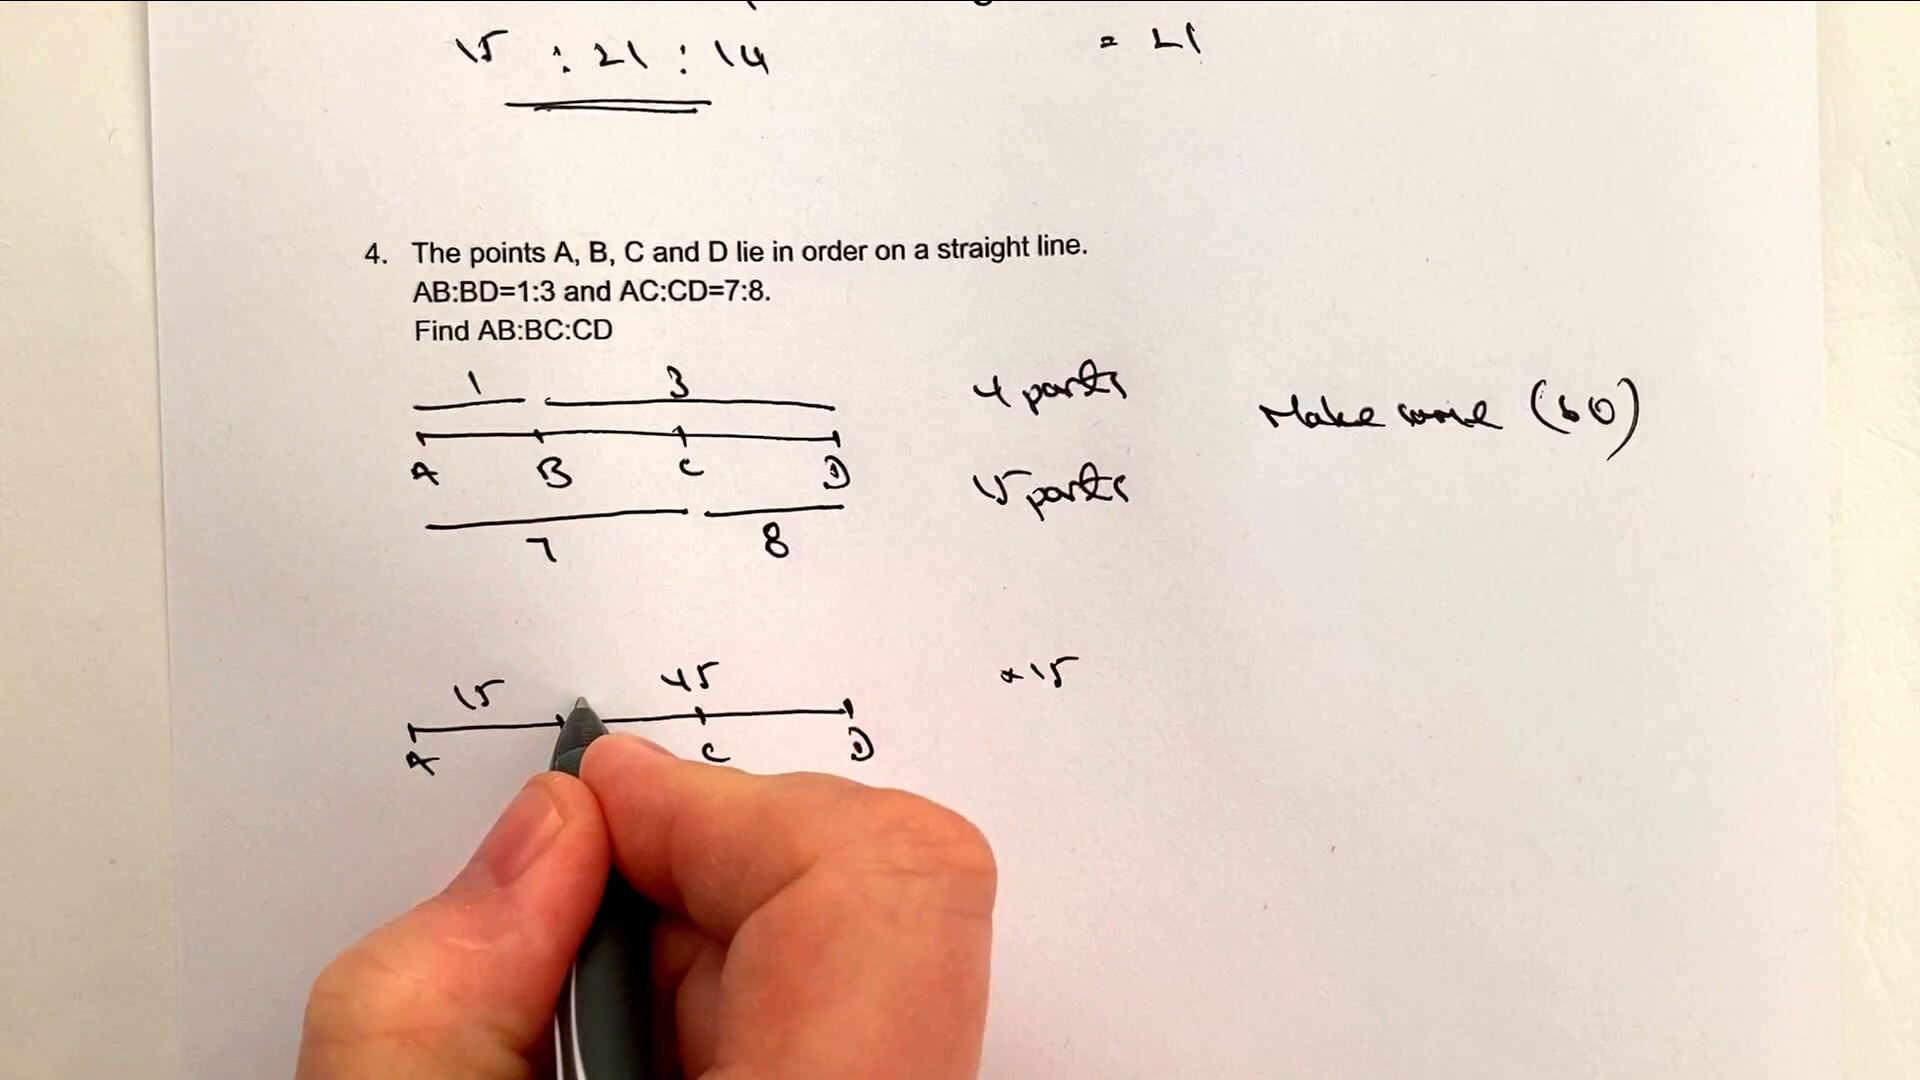 15 : 21 : 14
= 21
4. The points A, B, C and D lie in order on a straight line.
AB:BD=1:3 and AC:CD=7:8.
Find AB:BC:CD
1 3
4 parts
Make same (60)
A B C D
15 parts
7 8
15 45
×15
A C D